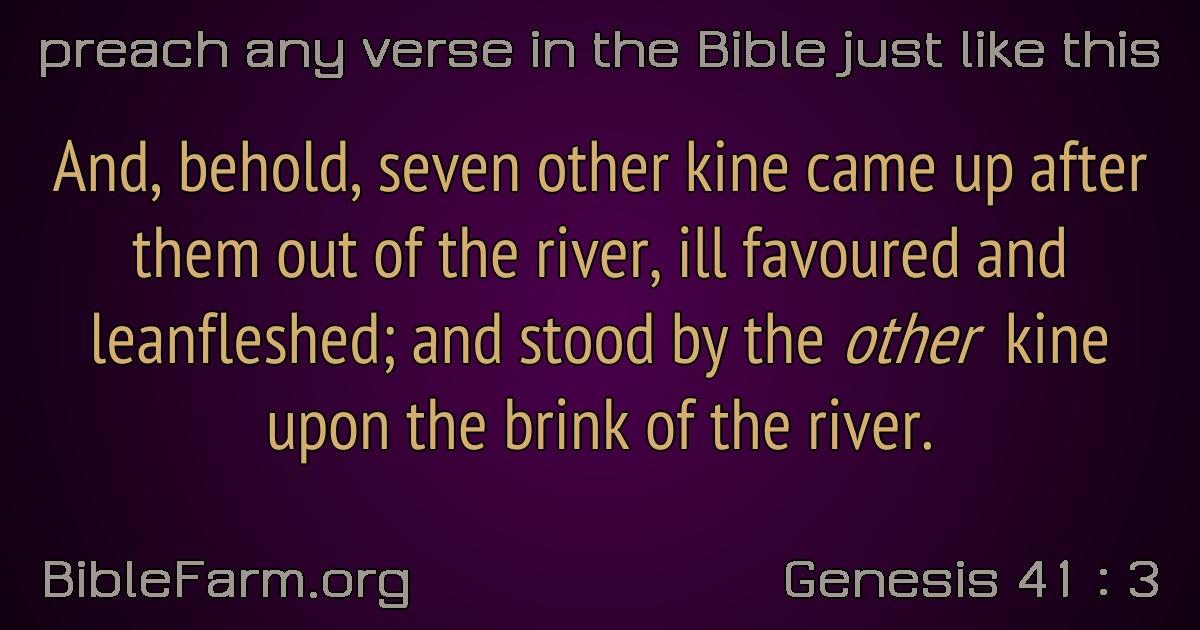 preach any verse in the Bible just like this
And, behold, seven other kine came up after
them out of the river, ill favoured and
leanfleshed; and stood by the other kine
upon the brink of the river.
BibleFarm.org
Genesis 41 : 3